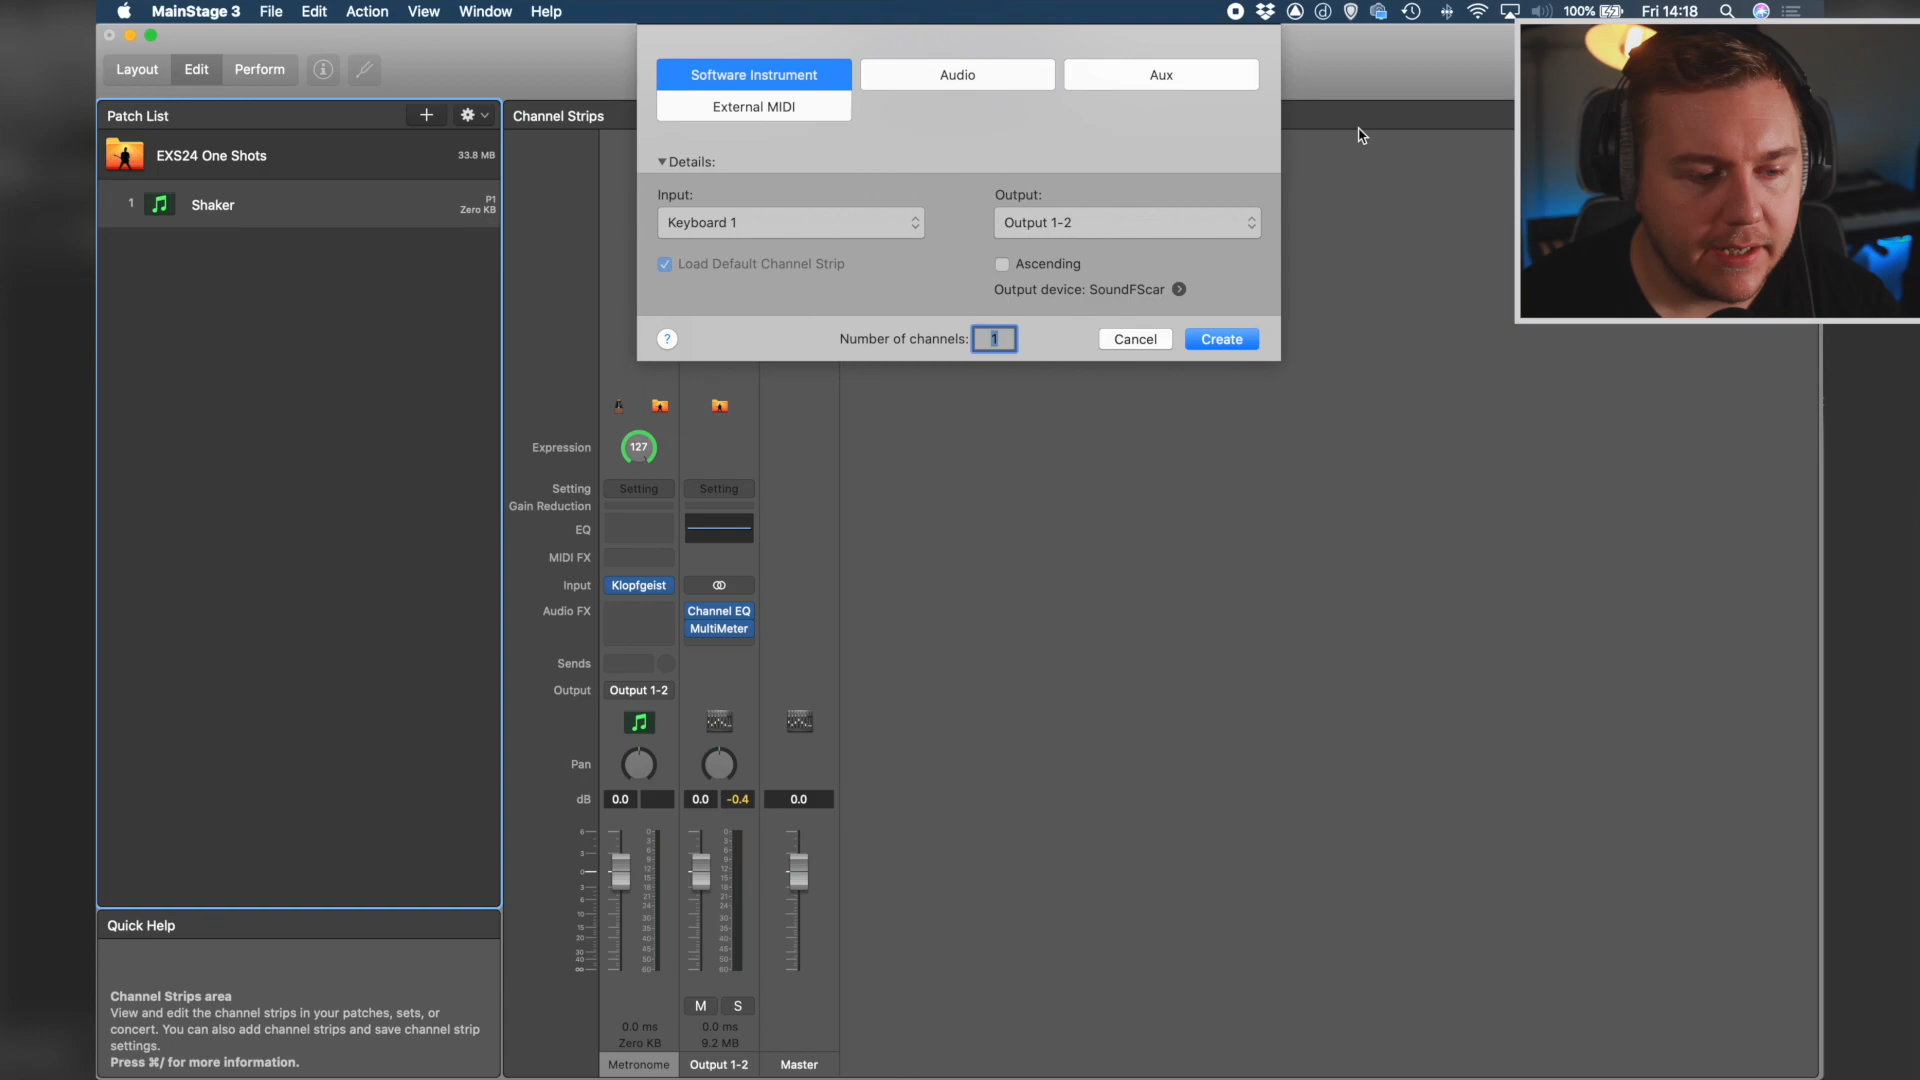 MainStage 3 File Edit Action View Window Help 100% Fri 14:18
Layout Edit Perform
Software Instrument Audio Aux
External MIDI
Patch List
Channel Strips
EXS24 One Shots 33.8 MB
1 Shaker P1
Zero KB
Details:
Input: Output:
Keyboard 1 Output 1-2
Load Default Channel Strip Ascending
Output device: SoundFScar
? Number of channels: 1 Cancel Create
Expression 127
Setting Setting Setting
Gain Reduction
EQ
MIDI FX
Input Klopfgeist
Audio FX Channel EQ
MultiMeter
Sends
Output Output 1-2
Pan
dB 0.0 0.0 -0.4 0.0
M S
0.0 ms 0.0 ms
Zero KB 9.2 MB
Metronome Output 1-2 Master
Quick Help
Channel Strips area
View and edit the channel strips in your patches, sets, or
concert. You can also add channel strips and save channel strip
settings.
Press ⌘/ for more information.